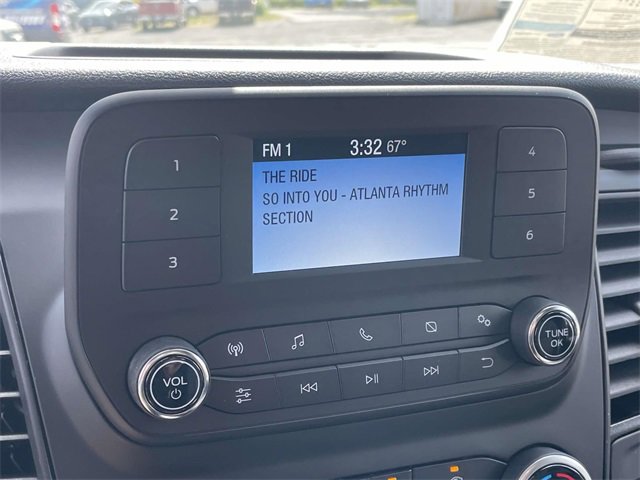 FM 1 3:32 67°
THE RIDE
SO INTO YOU - ATLANTA RHYTHM
SECTION
1
2
3
4
5
6
VOL
TUNE
OK